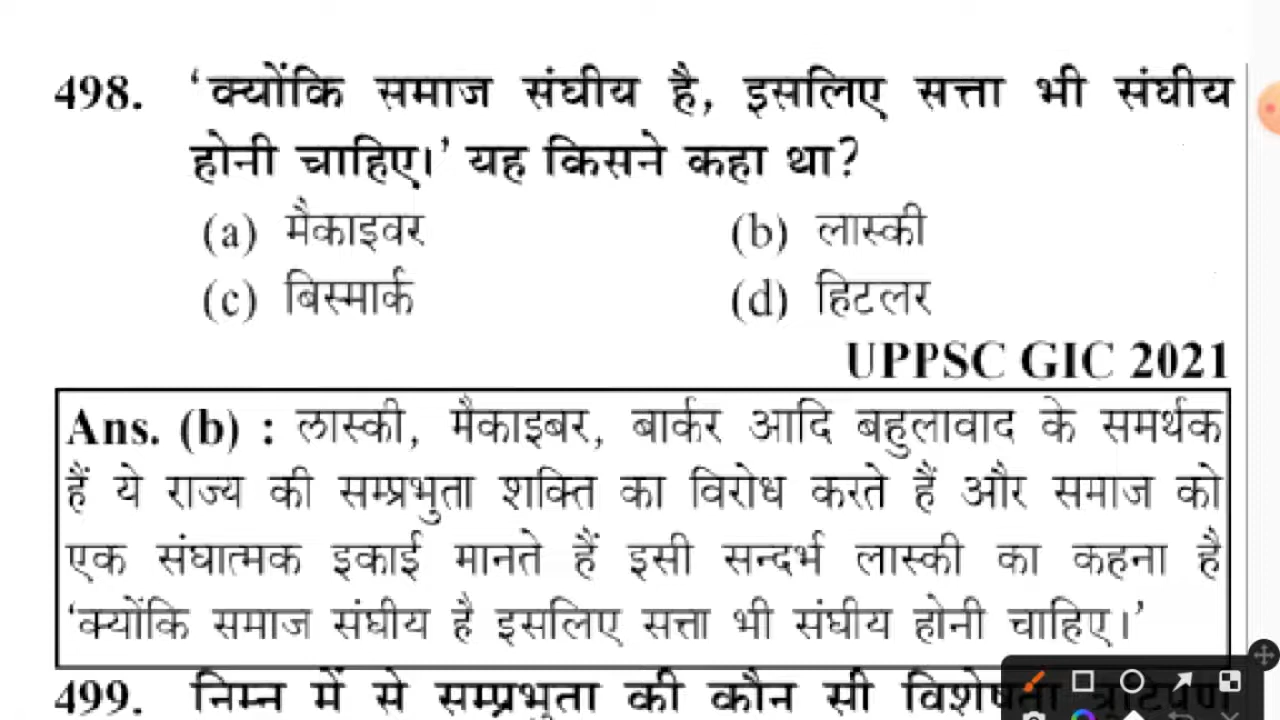 498. ‘क्योंकि समाज संघीय है, इसलिए सत्ता भी संघीय
होनी चाहिए।’ यह किसने कहा था?
(a) मैकाइवर (b) लास्की
(c) बिस्मार्क (d) हिटलर
UPPSC GIC 2021
Ans. (b) : लास्की, मैकाइबर, बार्कर आदि बहुलावाद के समर्थक
हैं ये राज्य की सम्प्रभुता शक्ति का विरोध करते हैं और समाज को
एक संघात्मक इकाई मानते हैं इसी सन्दर्भ लास्की का कहना है
‘क्योंकि समाज संघीय है इसलिए सत्ता भी संघीय होनी चाहिए।’
499. निम्न में से सम्प्रभुता की कौन सी विशेषता